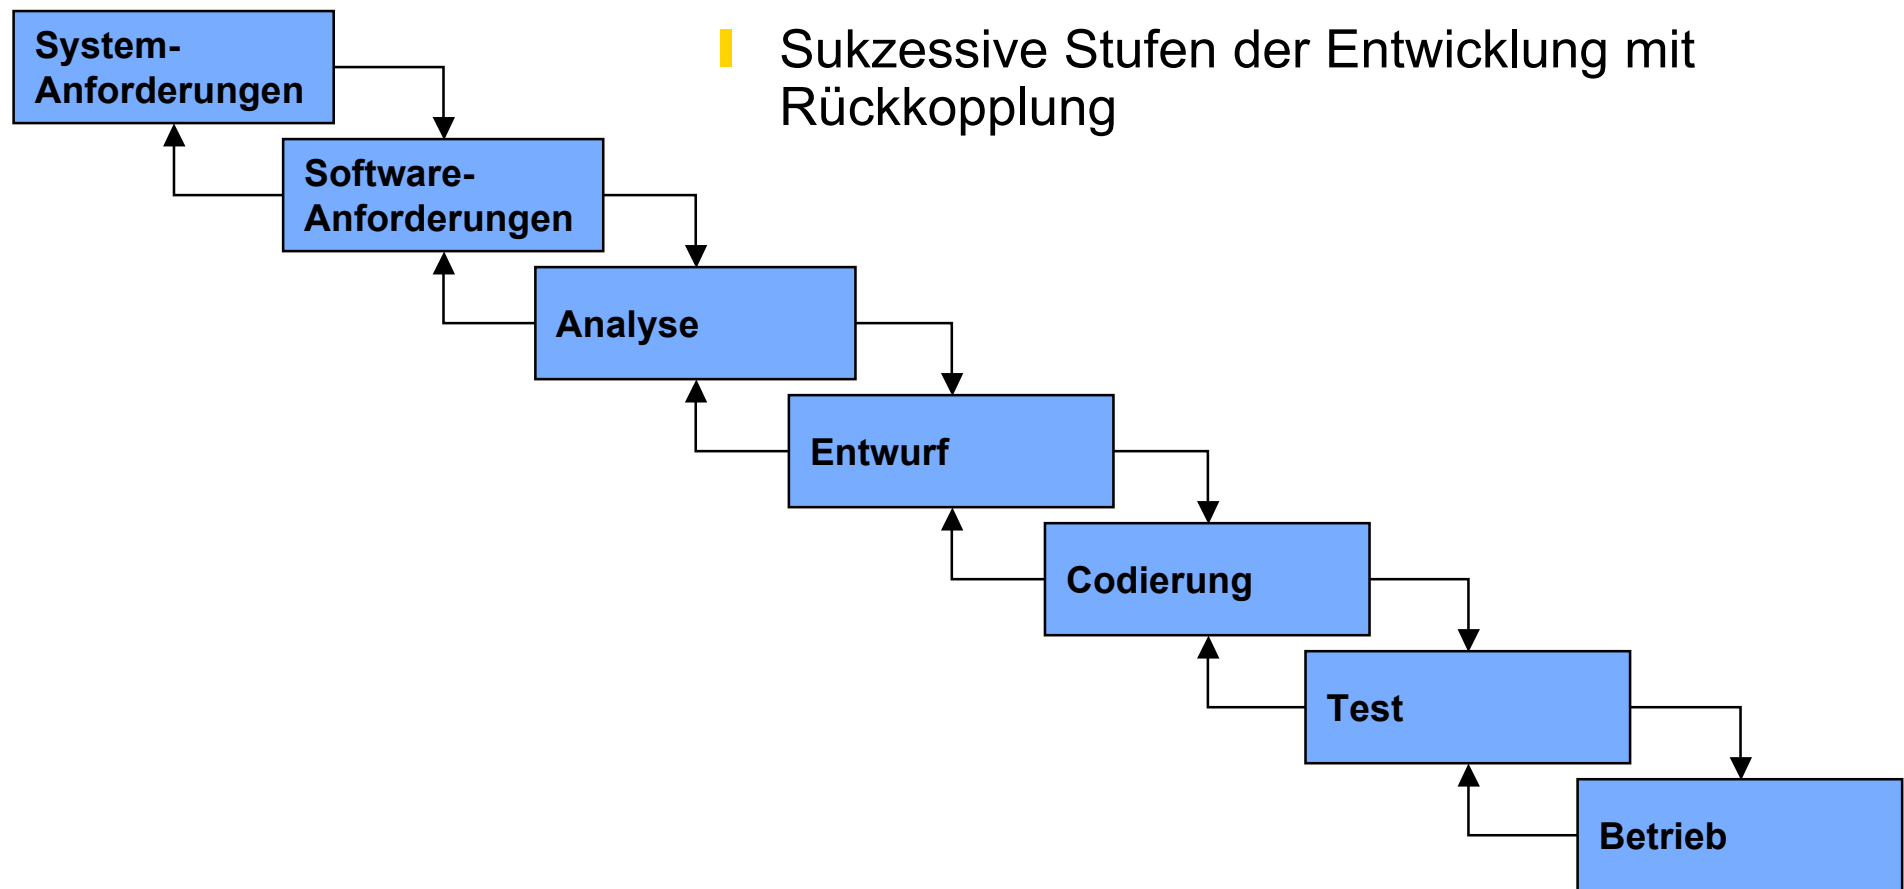 System-
Anforderungen
Sukzessive Stufen der Entwicklung mit
Rückkopplung
Software-
Anforderungen
Analyse
Entwurf
Codierung
Test
Betrieb